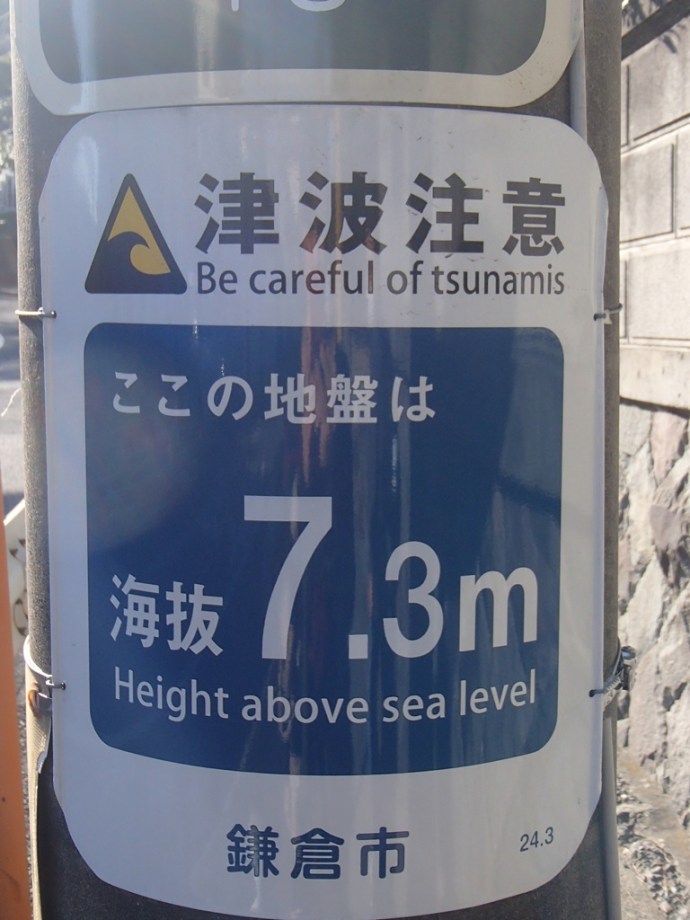 津波注意
Be careful of tsunamis
ここの地盤は
海抜 7.3m
Height above sea level
鎌倉市
24.3